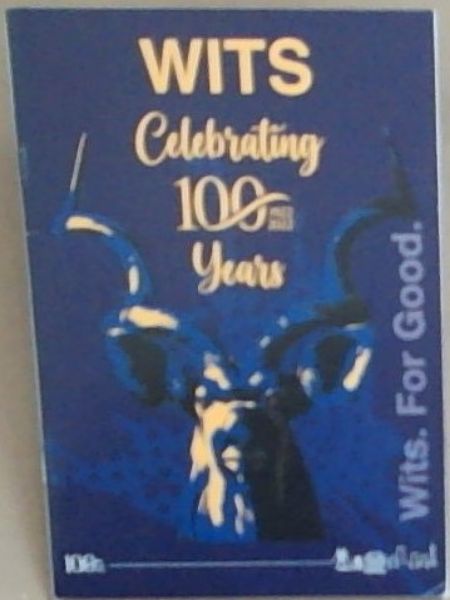 WITS
Celebrating
100
Years
Wits. For Good.